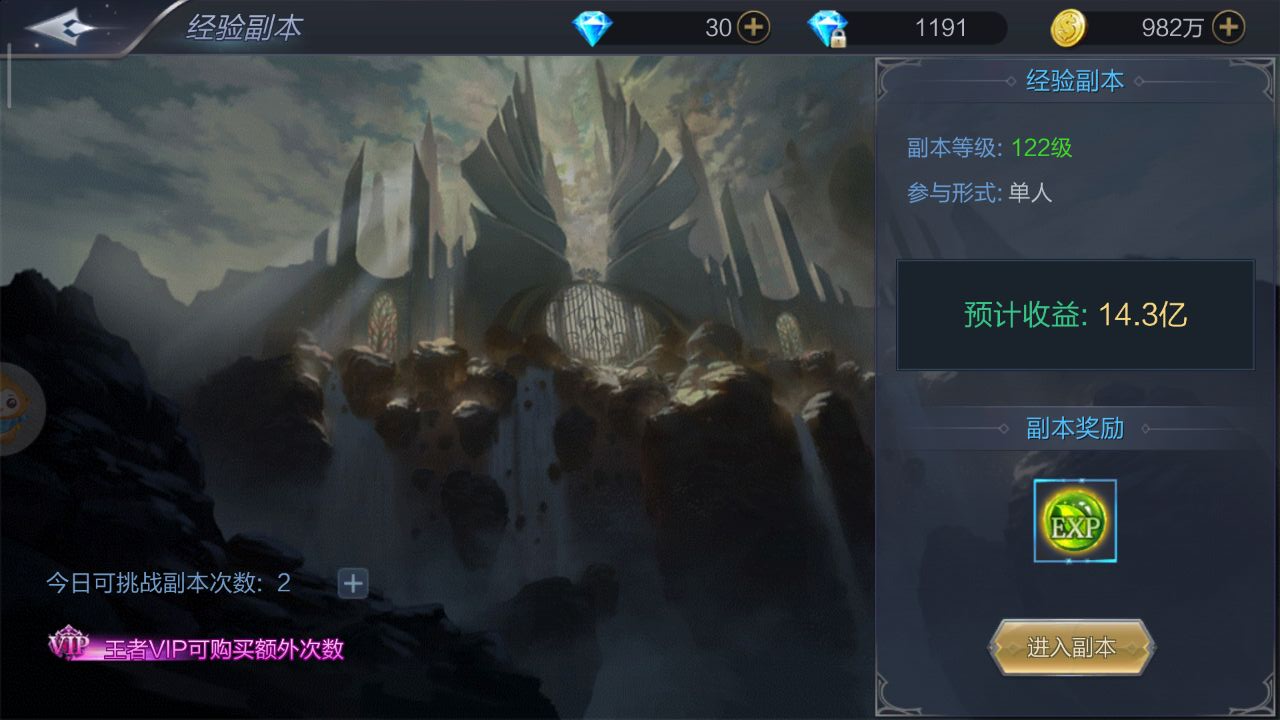 经验副本
30
1191
982万
经验副本
副本等级: 122级
参与形式: 单人
预计收益: 14.3亿
副本奖励
EXP
进入副本
今日可挑战副本次数: 2
VIP 王者VIP可购买额外次数